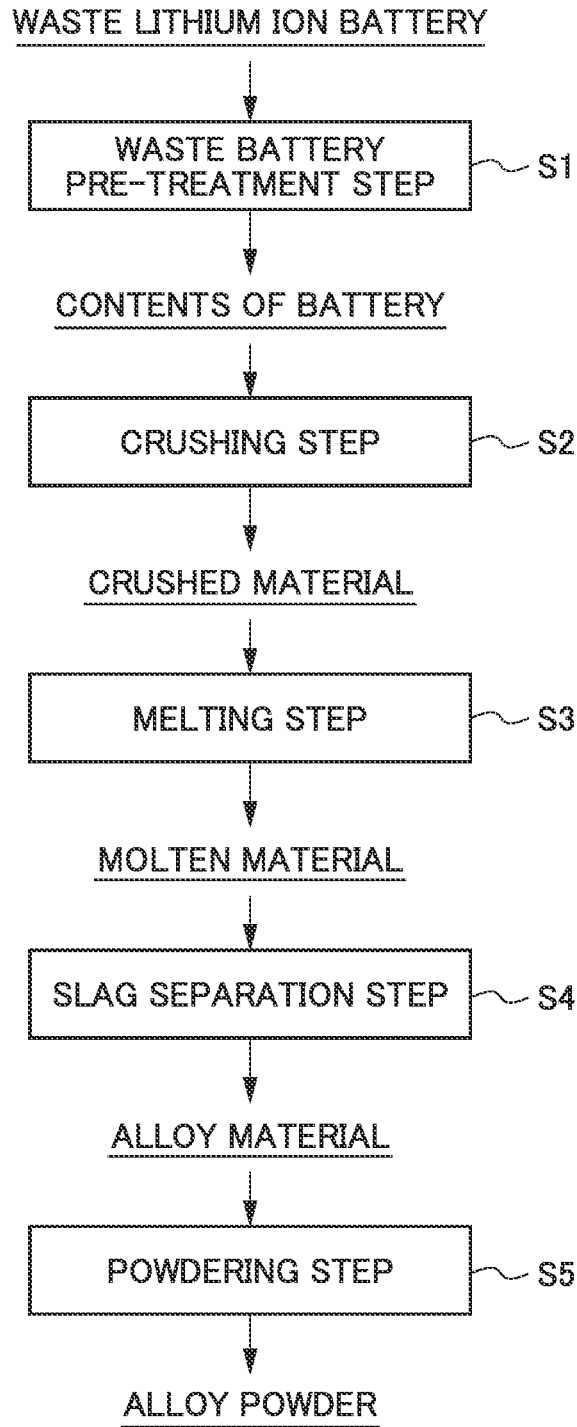 WASTE LITHIUM ION BATTERY
WASTE BATTERY
PRE-TREATMENT STEP
S1
CONTENTS OF BATTERY
CRUSHING STEP
S2
CRUSHED MATERIAL
MELTING STEP
S3
MOLTEN MATERIAL
SLAG SEPARATION STEP
S4
ALLOY MATERIAL
POWDERING STEP
S5
ALLOY POWDER